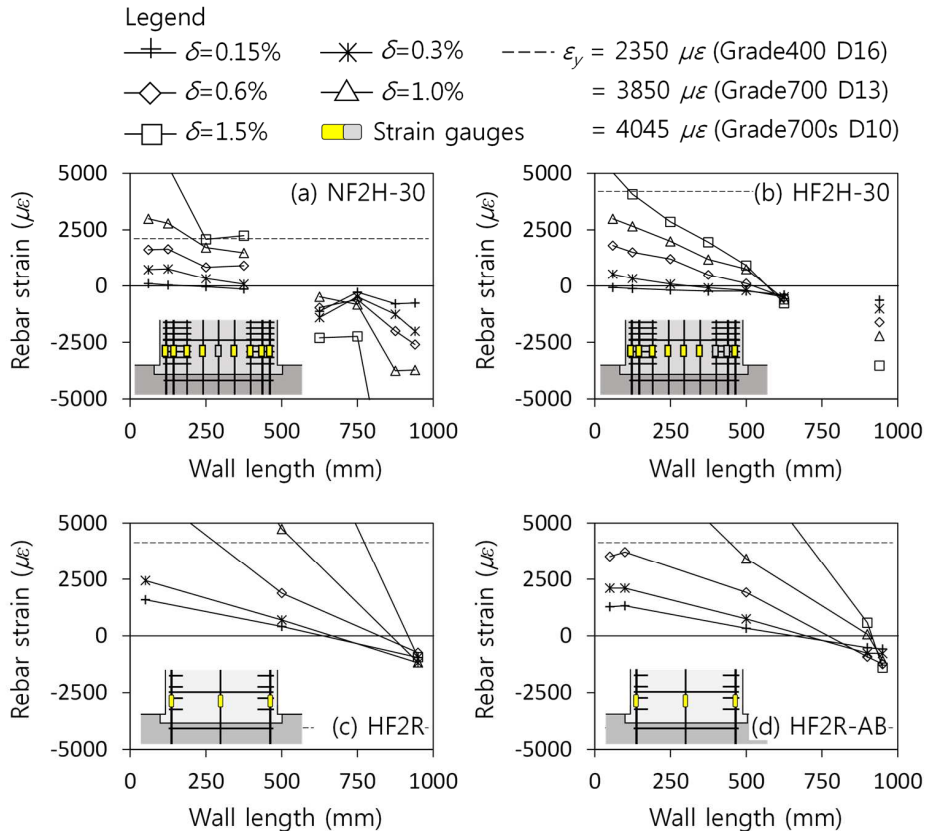 Legend
δ=0.15% δ=0.3% εy = 2350 με (Grade400 D16)
δ=0.6% δ=1.0% = 3850 με (Grade700 D13)
δ=1.5% Strain gauges = 4045 με (Grade700s D10)
5000 (a) NF2H-30 5000 (b) HF2H-30
2500 2500
0 0
-2500 -2500
-5000 -5000
Rebar strain (με) Rebar strain (με)
0 250 500 750 1000 0 250 500 750 1000
Wall length (mm) Wall length (mm)
5000 5000
2500 2500
0 0
-2500 -2500
-5000 (c) HF2R -5000 (d) HF2R-AB
Rebar strain (με) Rebar strain (με)
0 250 500 750 1000 0 250 500 750 1000
Wall length (mm) Wall length (mm)